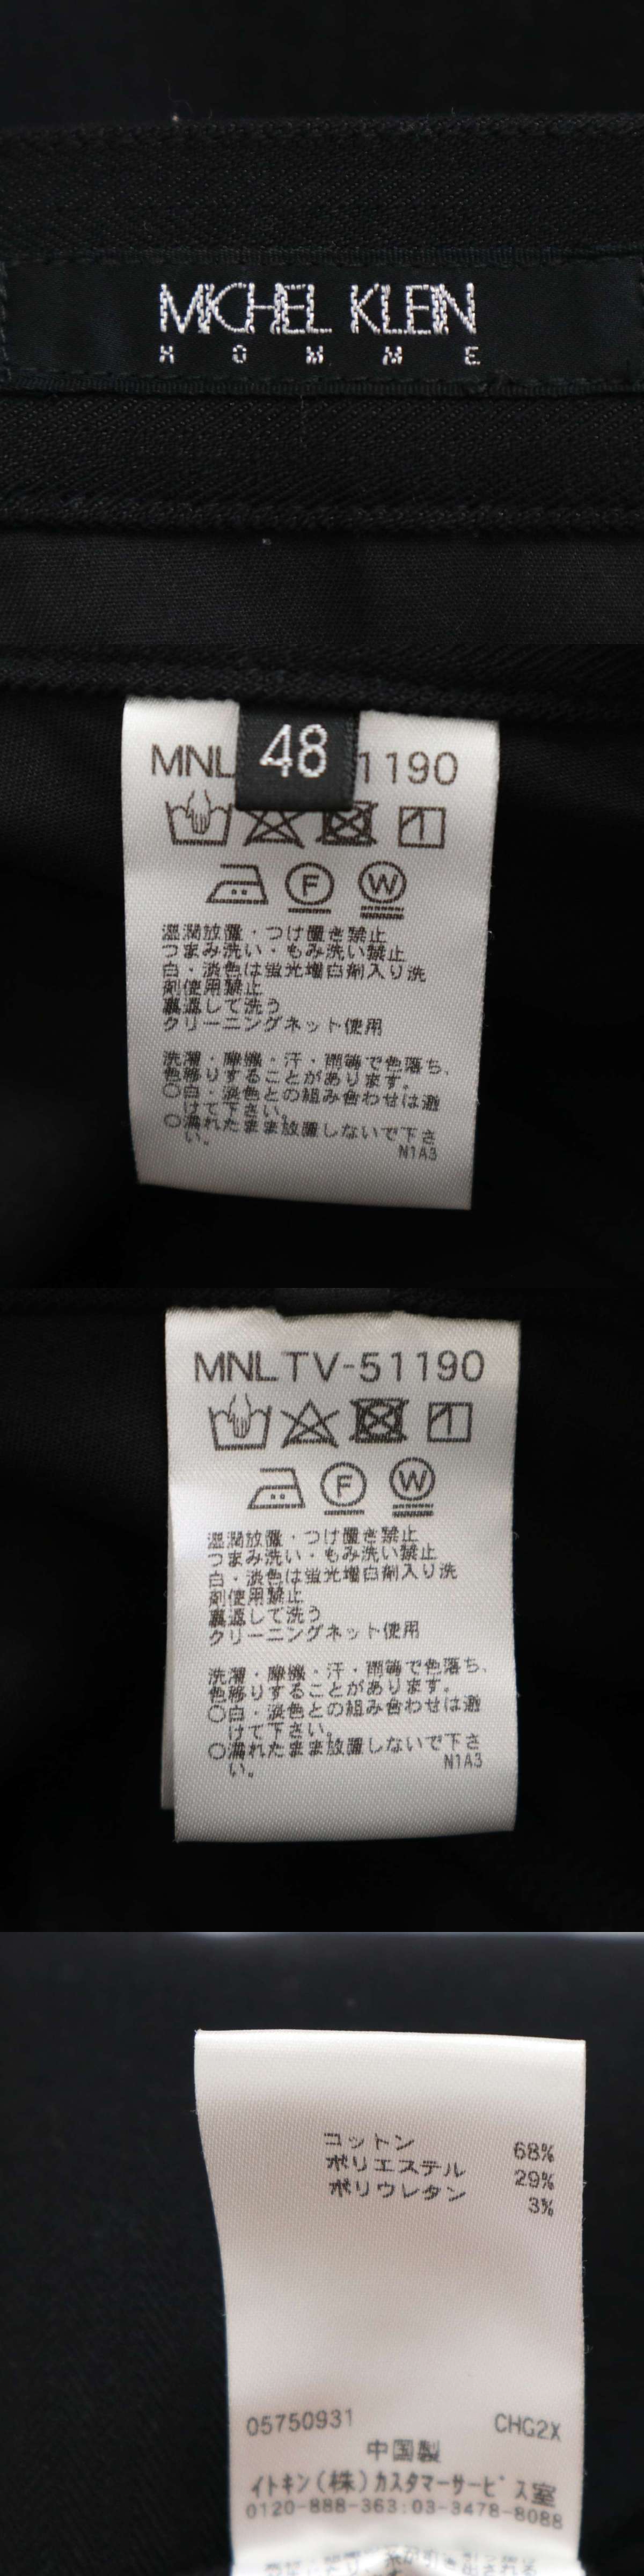 MICHEL KLEIN
HOMME
48
MNL 1190
F W
湿潤放置・つけ置き禁止
つまみ洗い・もみ洗い禁止
白・淡色は蛍光増白剤入り洗
剤使用禁止
裏返して洗う
クリーニングネット使用
洗濯・摩擦・汗・雨等で色落ち、
色移りすることがあります。
○白・淡色との組み合わせは避
けて下さい。
○濡れたまま放置しないで下さ
い。
N1A3
MNLTV-51190
F W
湿潤放置・つけ置き禁止
つまみ洗い・もみ洗い禁止
白・淡色は蛍光増白剤入り洗
剤使用禁止
裏返して洗う
クリーニングネット使用
洗濯・摩擦・汗・雨等で色落ち、
色移りすることがあります。
○白・淡色との組み合わせは避
けて下さい。
○濡れたまま放置しないで下さ
い。
N1A3
コットン 68%
ポリエステル 29%
ポリウレタン 3%
05750931 CHG2X
中国製
イトキン(株)カスタマーサービス室
0120-888-363:03-3478-8088